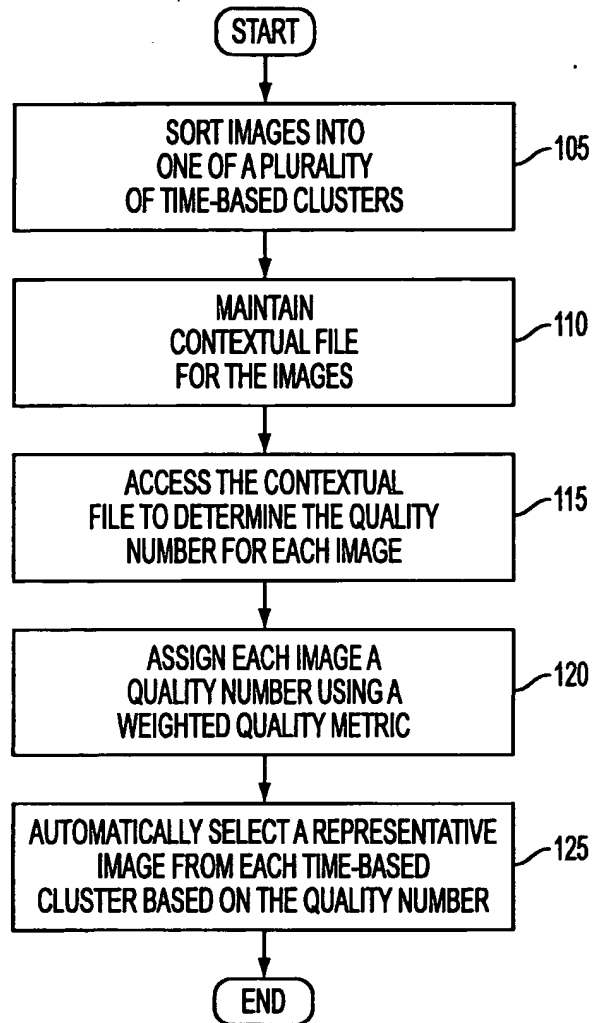 START
SORT IMAGES INTO
ONE OF A PLURALITY
OF TIME-BASED CLUSTERS
105
MAINTAIN
CONTEXTUAL FILE
FOR THE IMAGES
110
ACCESS THE CONTEXTUAL
FILE TO DETERMINE THE QUALITY
NUMBER FOR EACH IMAGE
115
ASSIGN EACH IMAGE A
QUALITY NUMBER USING A
WEIGHTED QUALITY METRIC
120
AUTOMATICALLY SELECT A REPRESENTATIVE
IMAGE FROM EACH TIME-BASED
CLUSTER BASED ON THE QUALITY NUMBER
125
END